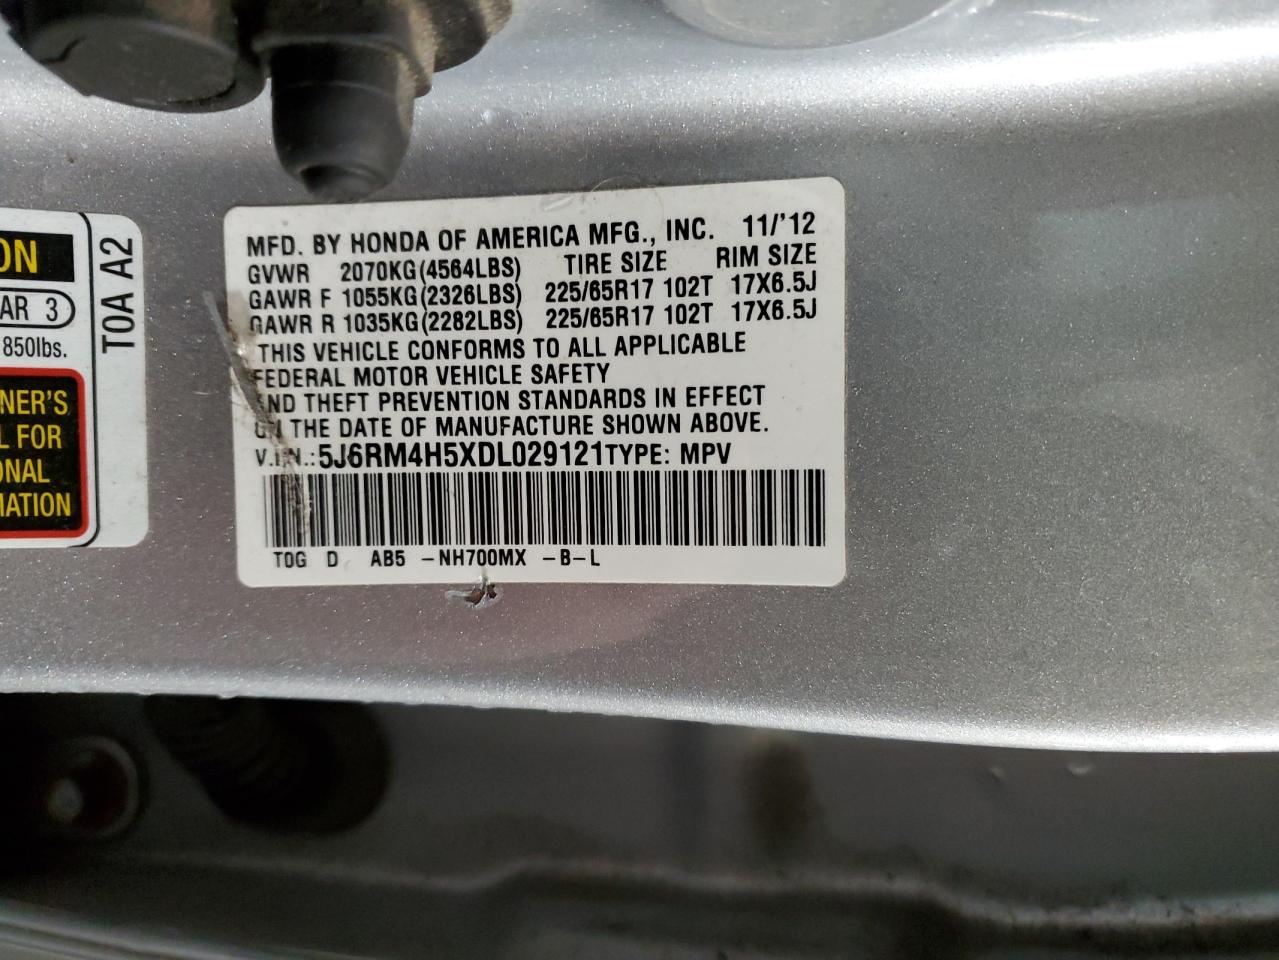 MFD. BY HONDA OF AMERICA MFG., INC. 11/'12
GVWR 2070KG(4564LBS) TIRE SIZE RIM SIZE
GAWR F 1055KG(2326LBS) 225/65R17 102T 17X6.5J
GAWR R 1035KG(2282LBS) 225/65R17 102T 17X6.5J
THIS VEHICLE CONFORMS TO ALL APPLICABLE
FEDERAL MOTOR VEHICLE SAFETY
AND THEFT PREVENTION STANDARDS IN EFFECT
ON THE DATE OF MANUFACTURE SHOWN ABOVE.
V.I.N.:5J6RM4H5XDL029121 TYPE: MPV
TOG D AB5 -NH700MX -B-L
ON
AR 3
850lbs.
NER'S
L FOR
ONAL
MATION
TOA A2